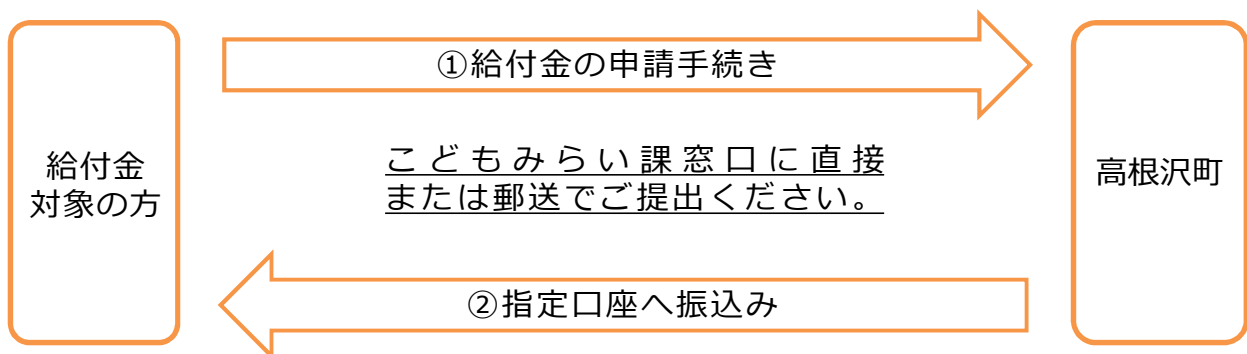 ①給付金の申請手続き
給付金
対象の方
こどもみらい課窓口に直接
または郵送でご提出ください。
高根沢町
②指定口座へ振込み